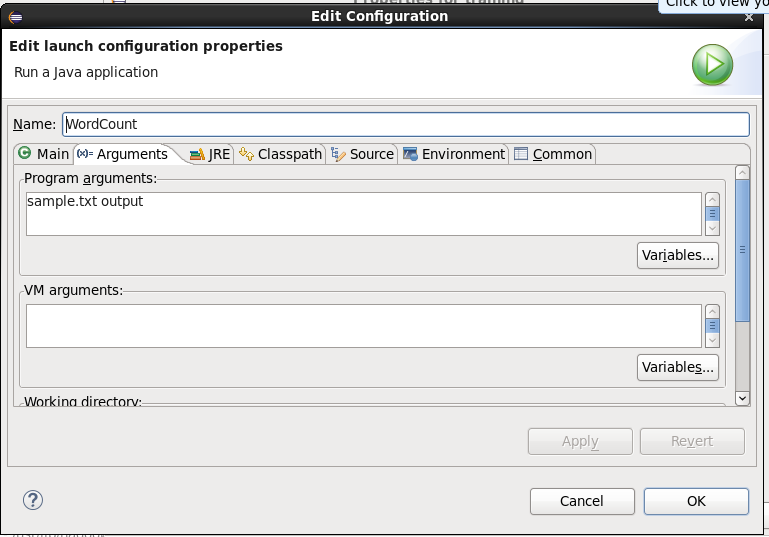 Click to view yo
Edit Configuration
Edit launch configuration properties
Run a Java application
Name: WordCount
Main (x)= Arguments JRE Classpath Source Environment Common
Program arguments:
sample.txt output
Variables...
VM arguments:
Variables...
Working directory:
Apply Revert
Cancel OK